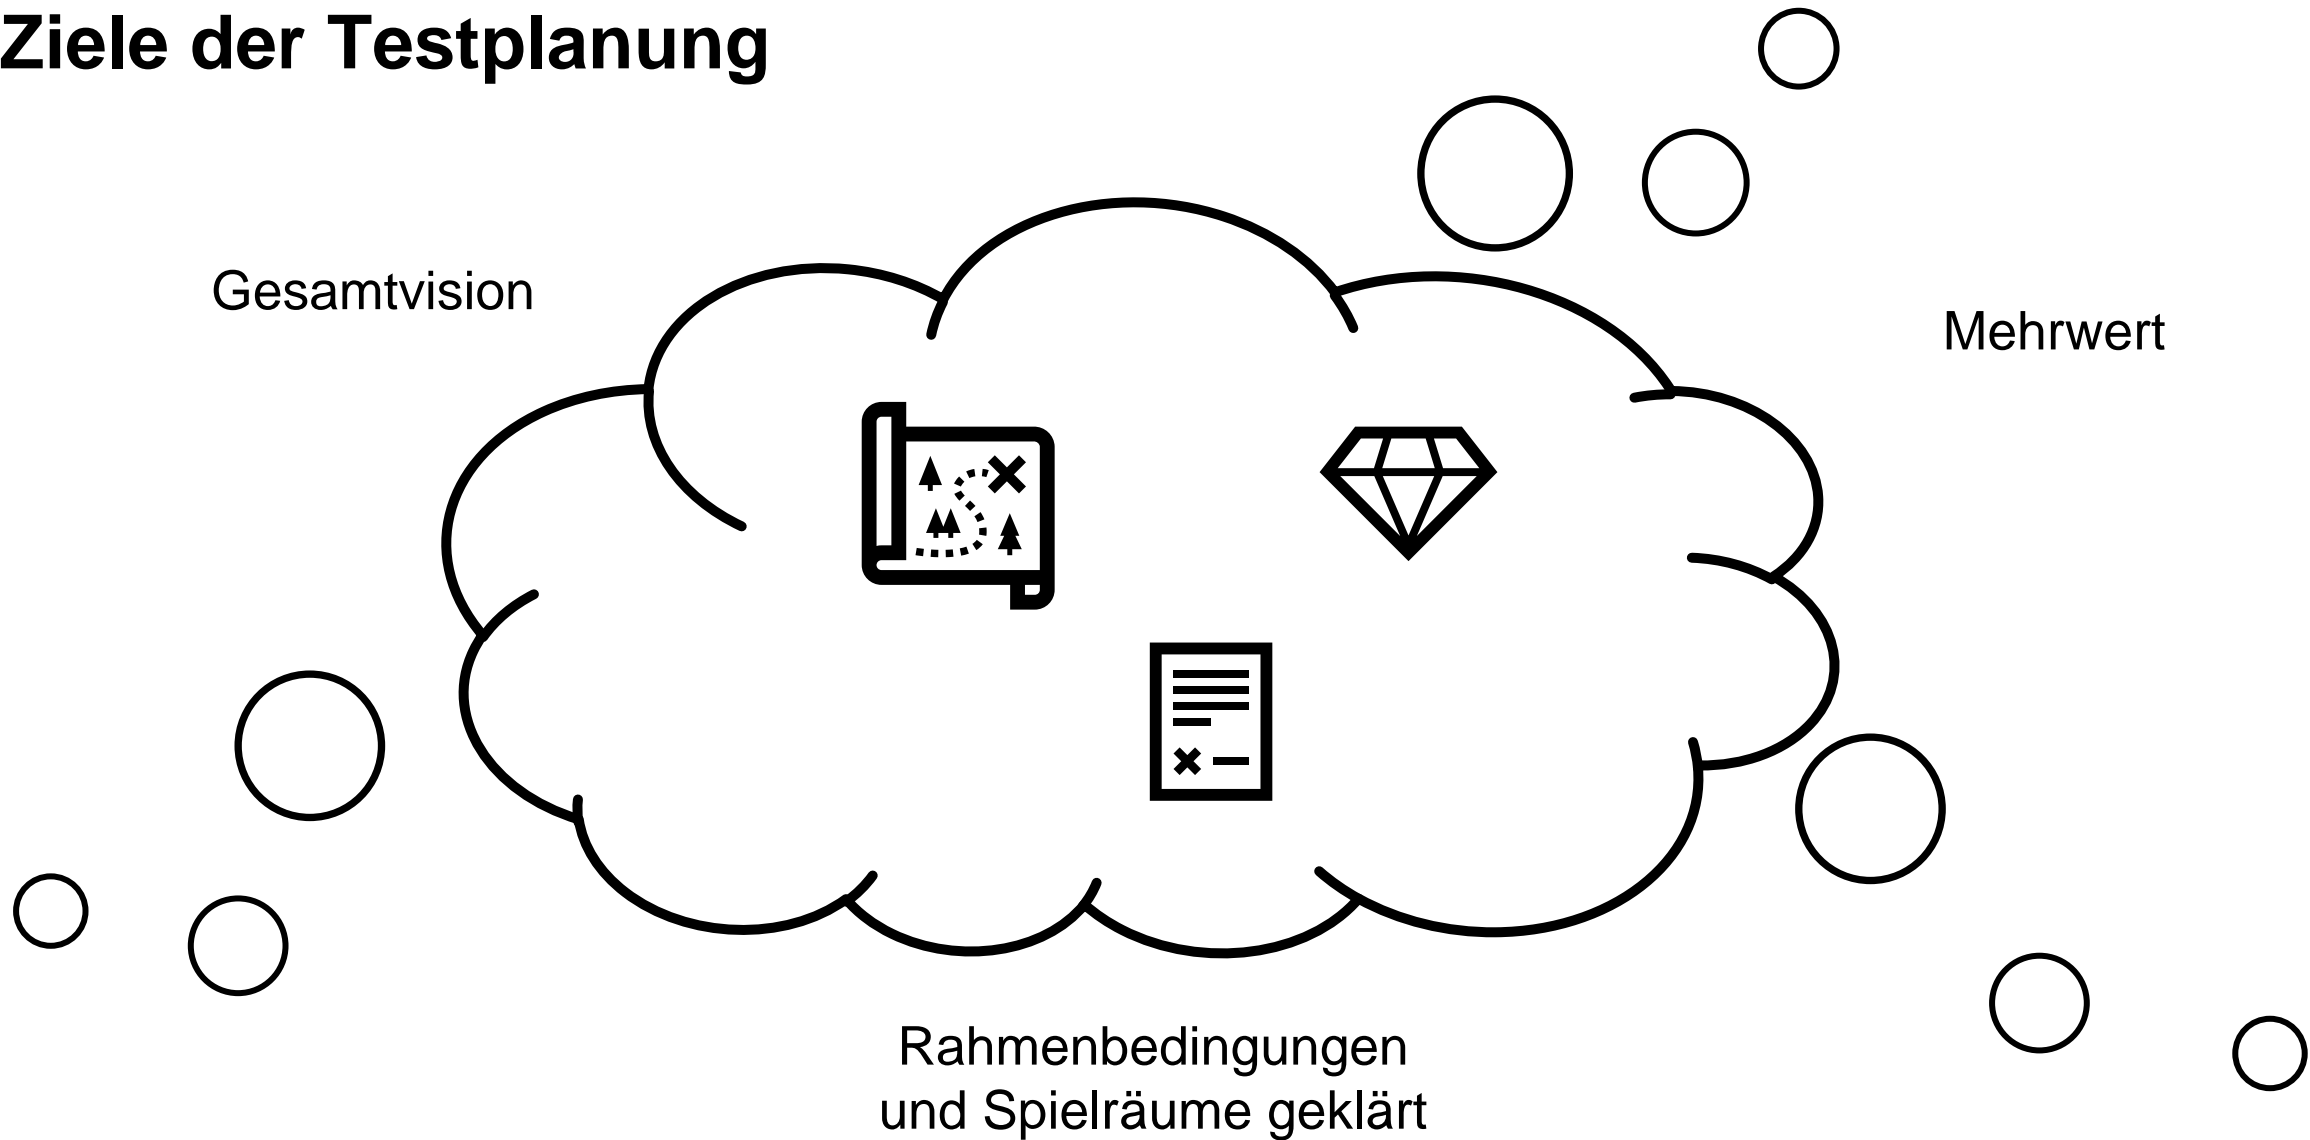 Ziele der Testplanung
Gesamtvision
Mehrwert
Rahmenbedingungen
und Spielräume geklärt